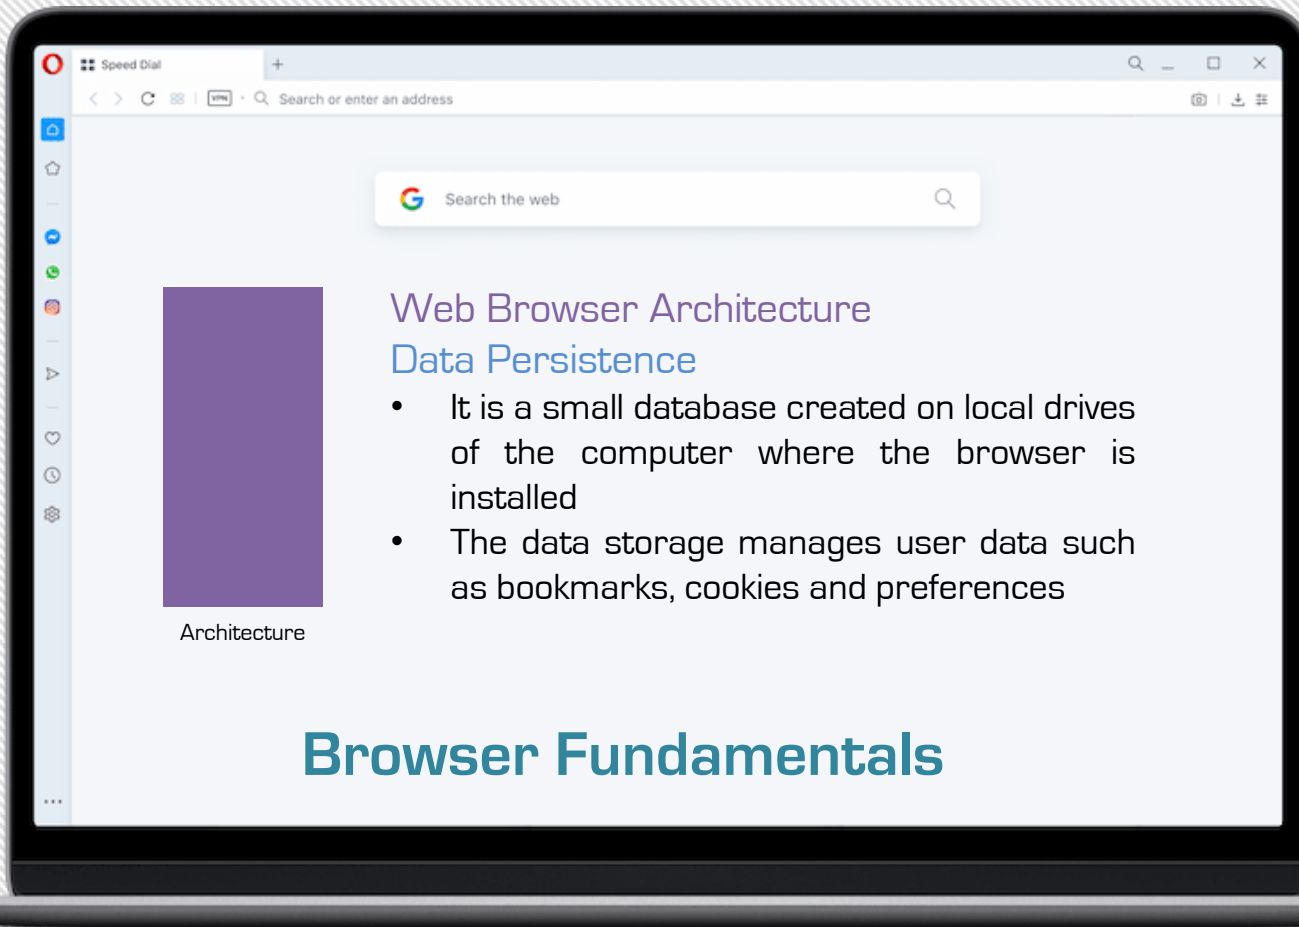 Speed Dial
VPN
Search or enter an address
Search the web
Web Browser Architecture
Data Persistence
• It is a small database created on local drives
of the computer where the browser is
installed
• The data storage manages user data such
as bookmarks, cookies and preferences
Architecture
Browser Fundamentals